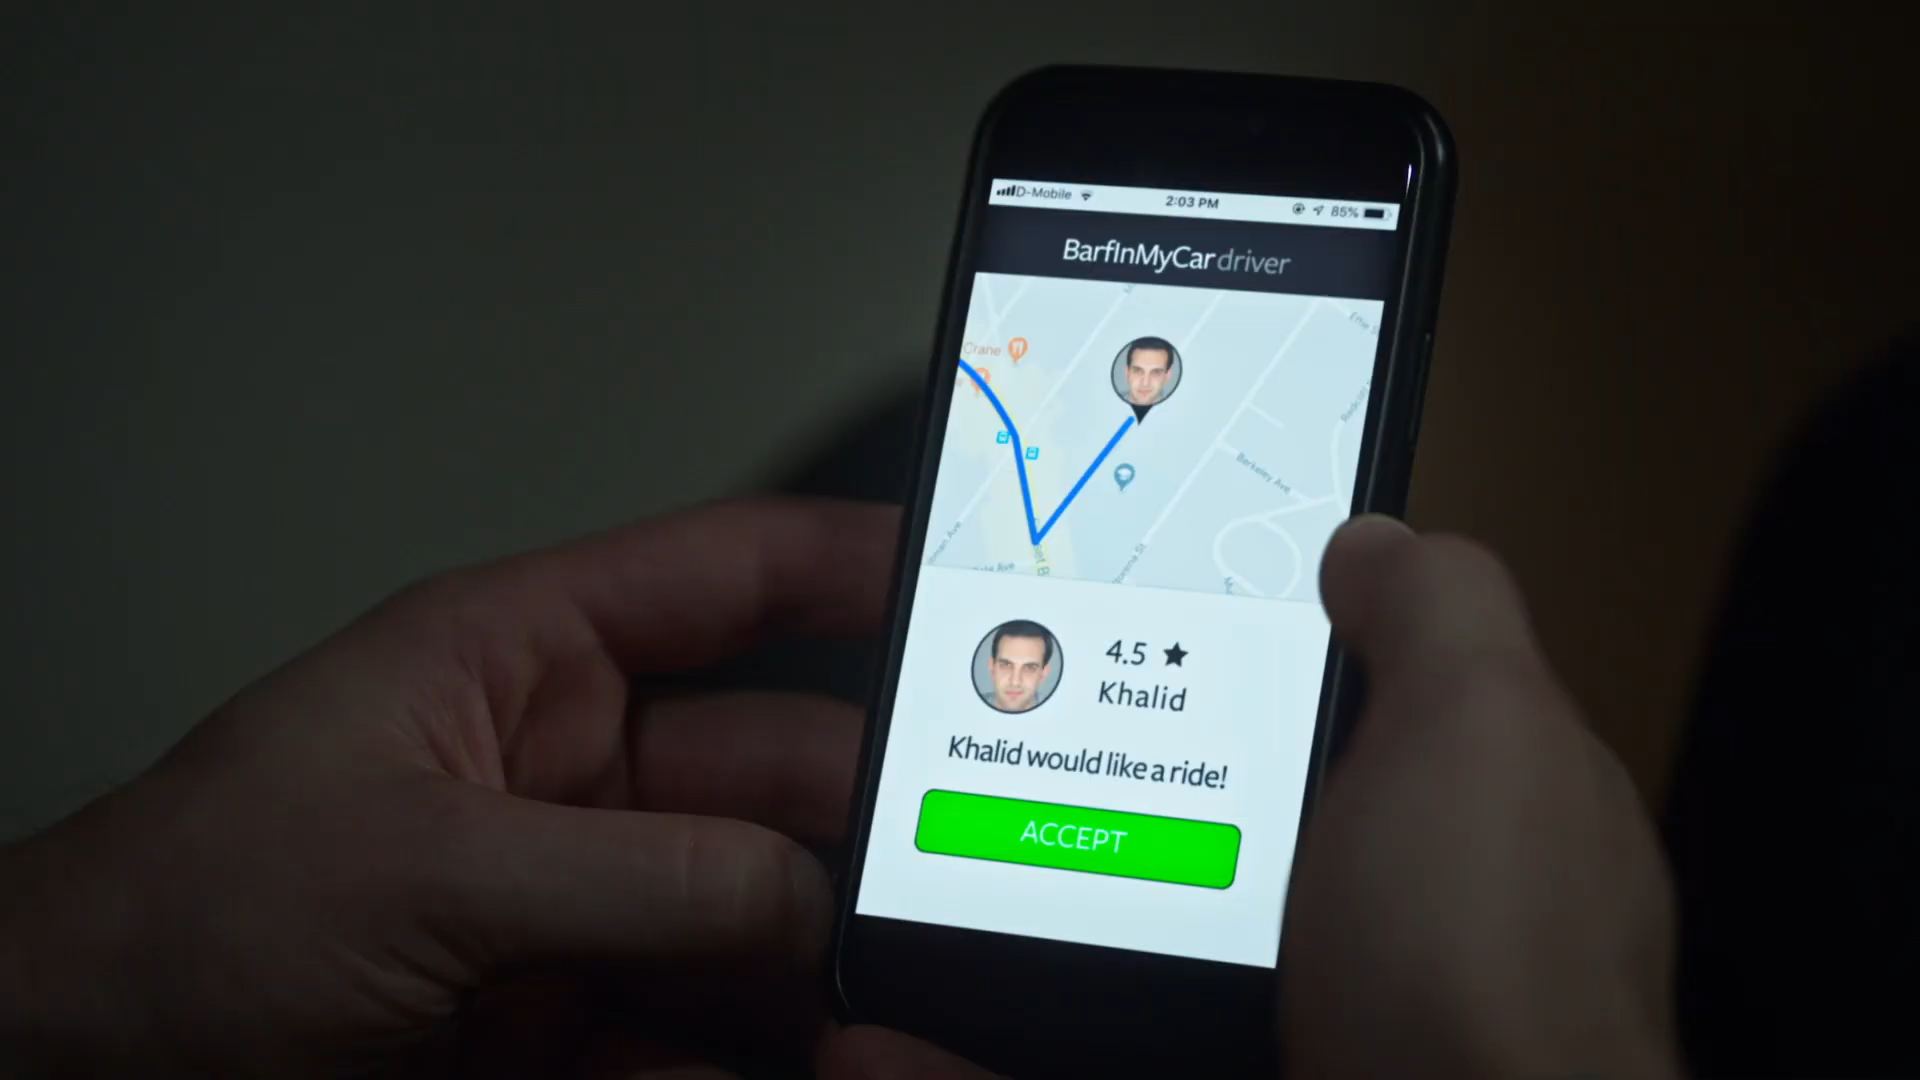 D-Mobile 2:03 PM 85%
BarfInMyCar driver
Crane
Berkeley Ave
4.5 ★
Khalid
Khalid would like a ride!
ACCEPT